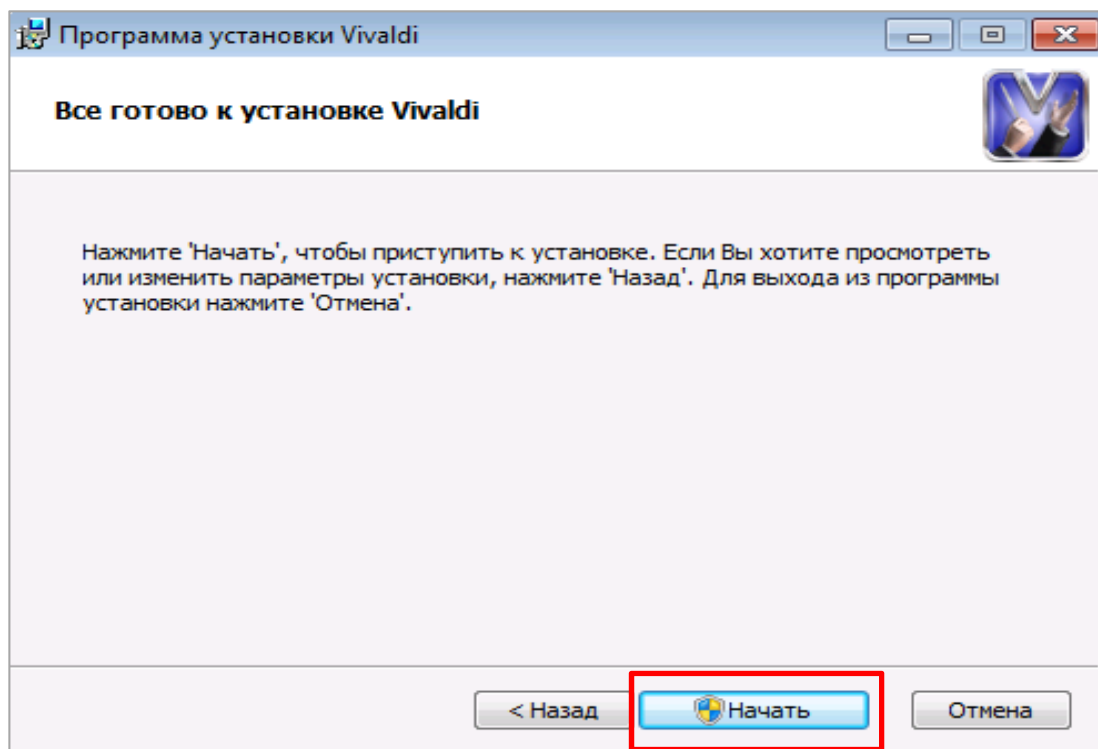 Программа установки Vivaldi
Все готово к установке Vivaldi
Нажмите 'Начать', чтобы приступить к установке. Если Вы хотите просмотреть
или изменить параметры установки, нажмите 'Назад'. Для выхода из программы
установки нажмите 'Отмена'.
< Назад
Начать
Отмена